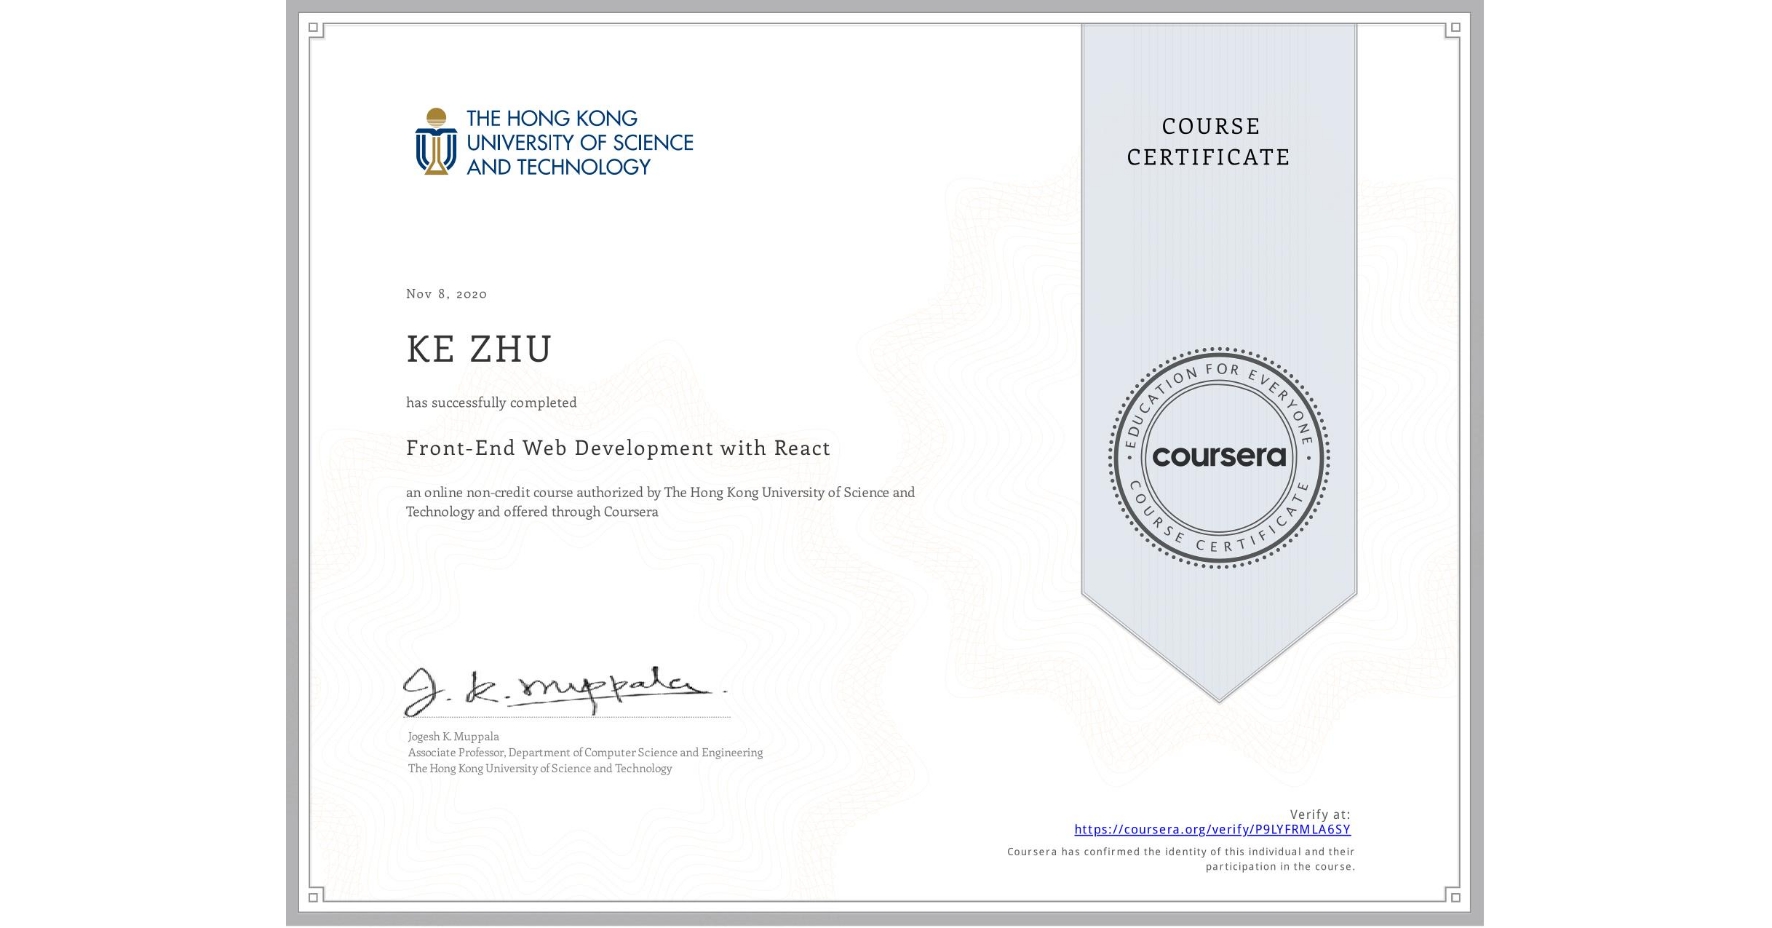 THE HONG KONG
UNIVERSITY OF SCIENCE
AND TECHNOLOGY
COURSE
CERTIFICATE
Nov 8, 2020
KE ZHU
has successfully completed
Front-End Web Development with React
an online non-credit course authorized by The Hong Kong University of Science and
Technology and offered through Coursera
EDUCATION FOR EVERYONE
coursera
COURSE CERTIFICATE
J. K. Muppala
Jogesh K. Muppala
Associate Professor, Department of Computer Science and Engineering
The Hong Kong University of Science and Technology
Verify at:
https://coursera.org/verify/P9LYFRMLA6SY
Coursera has confirmed the identity of this individual and their
participation in the course.